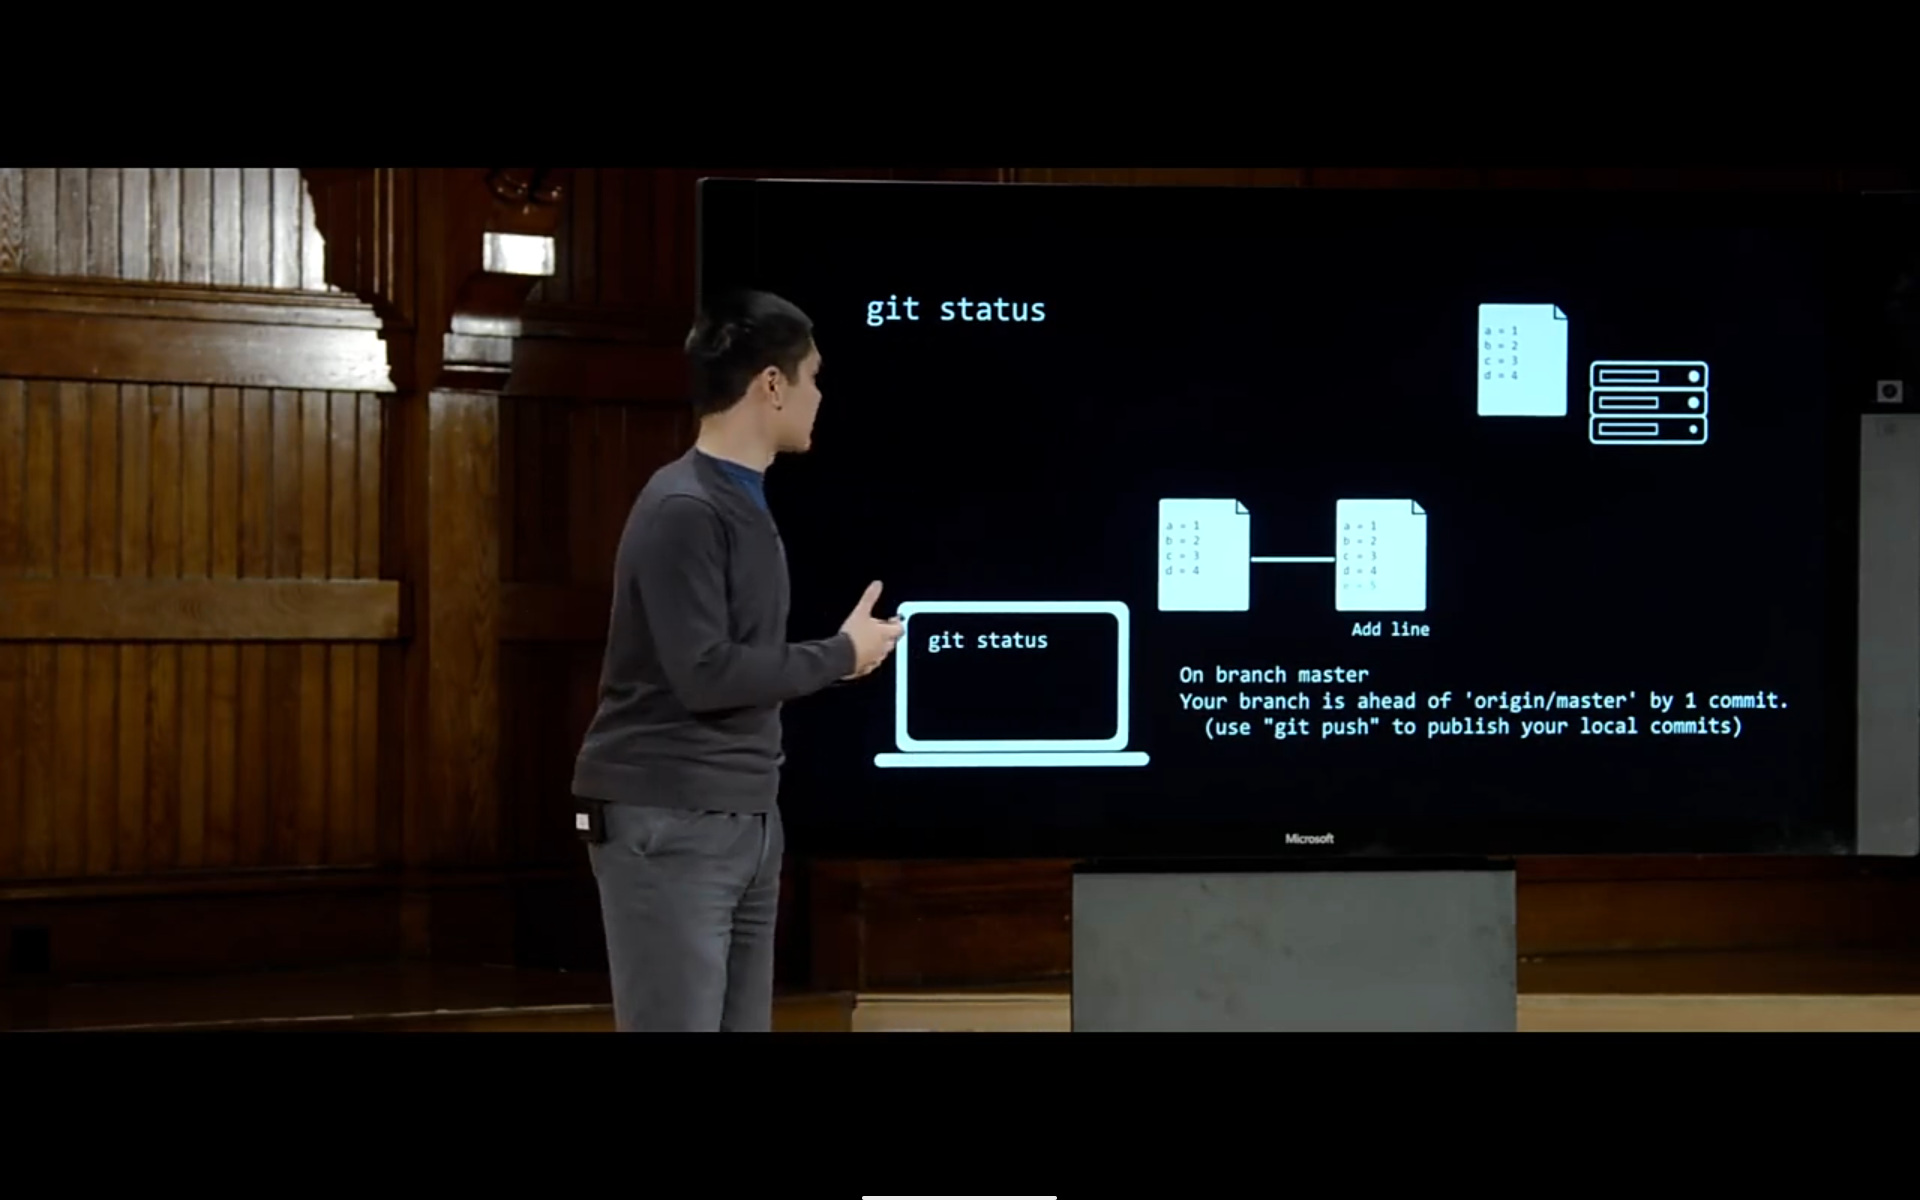 git status
a = 1
b = 2
c = 3
d = 4
a = 1
b = 2
c = 3
d = 4
a = 1
b = 2
c = 3
d = 4
e = 5
Add line
git status
On branch master
Your branch is ahead of 'origin/master' by 1 commit.
(use "git push" to publish your local commits)
Microsoft